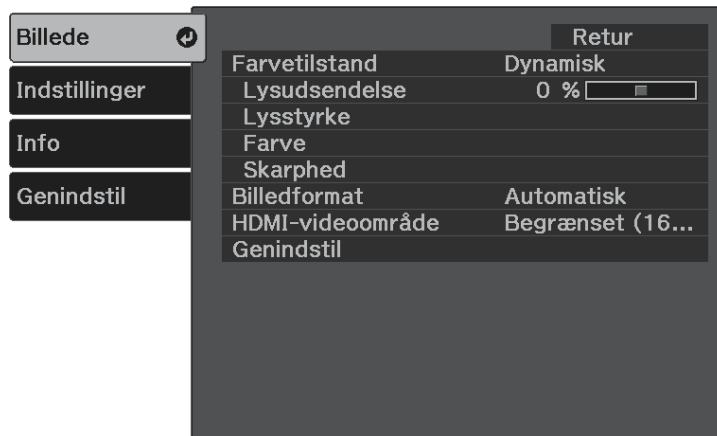 Billede
Indstillinger
Info
Genindstil
Retur
Farvetilstand Dynamisk
Lysudsendelse 0 %
Lysstyrke
Farve
Skarphed
Billedformat Automatisk
HDMI-videoområde Begrænset (16...
Genindstil